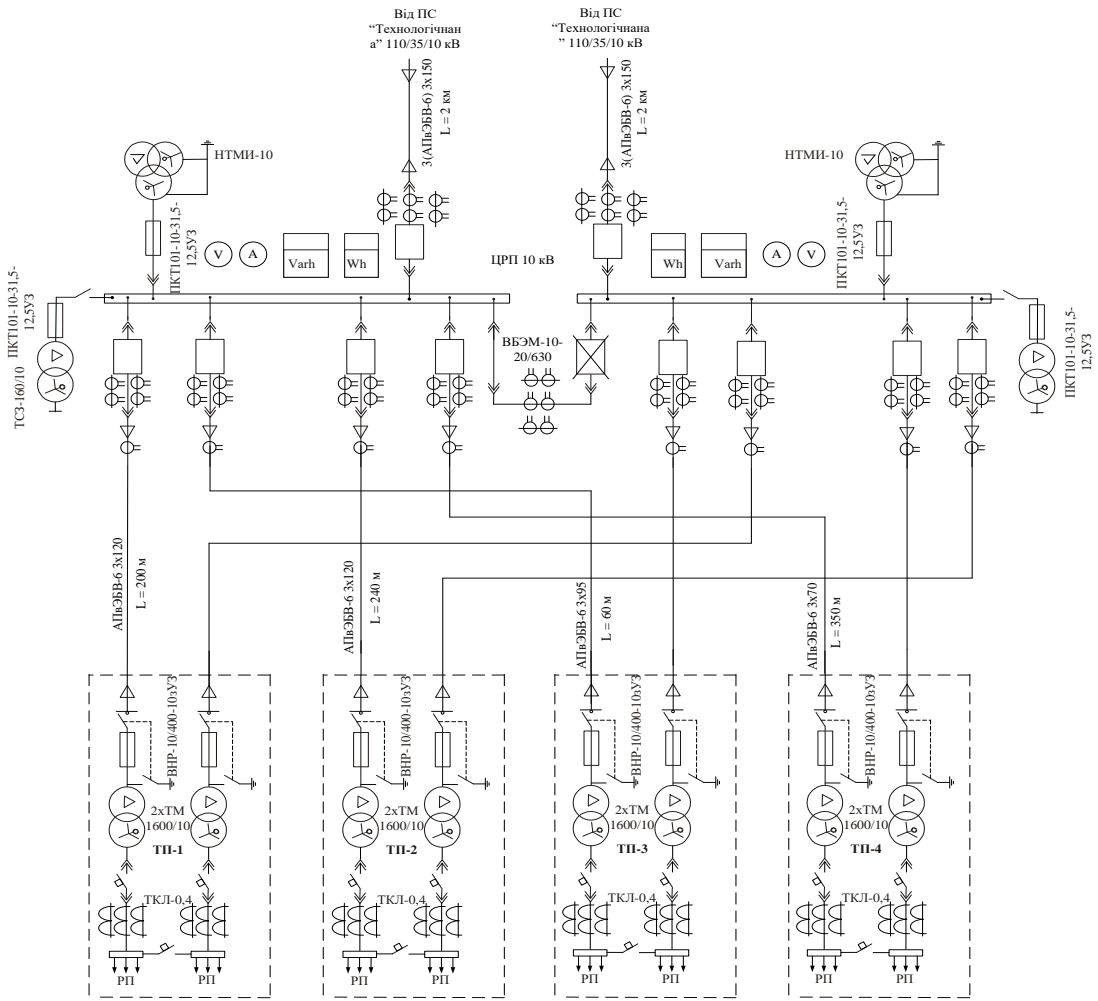 Від ПС
“Технологічнан
а” 110/35/10 кВ
Від ПС
“Технологічнана
” 110/35/10 кВ
3(АПвЭБВ-6) 3х150
L = 2 км
3(АПвЭБВ-6) 3х150
L = 2 км
НТМИ-10
НТМИ-10
ПКТ101-10-31,5-
12,5УЗ
V
A
Varh
Wh
ЦРП 10 кВ
Wh
Varh
A
V
ПКТ101-10-31,5-
12,5УЗ
ПКТ101-10-31,5-
12,5УЗ
ТСЗ-160/10
ВБЭМ-10-
20/630
ПКТ101-10-31,5-
12,5УЗ
АПвЭБВ-6 3х120
L = 200 м
АПвЭБВ-6 3х120
L = 240 м
АПвЭБВ-6 3х95
L = 60 м
АПвЭБВ-6 3х70
L = 350 м
ВНР-10/400-10зУЗ
ВНР-10/400-10зУЗ
ВНР-10/400-10зУЗ
ВНР-10/400-10зУЗ
2хТМ
1600/10
ТП-1
2хТМ
1600/10
ТП-2
2хТМ
1600/10
ТП-3
2хТМ
1600/10
ТП-4
ТКЛ-0,4
ТКЛ-0,4
ТКЛ-0,4
ТКЛ-0,4
РП
РП
РП
РП
РП
РП
РП
РП